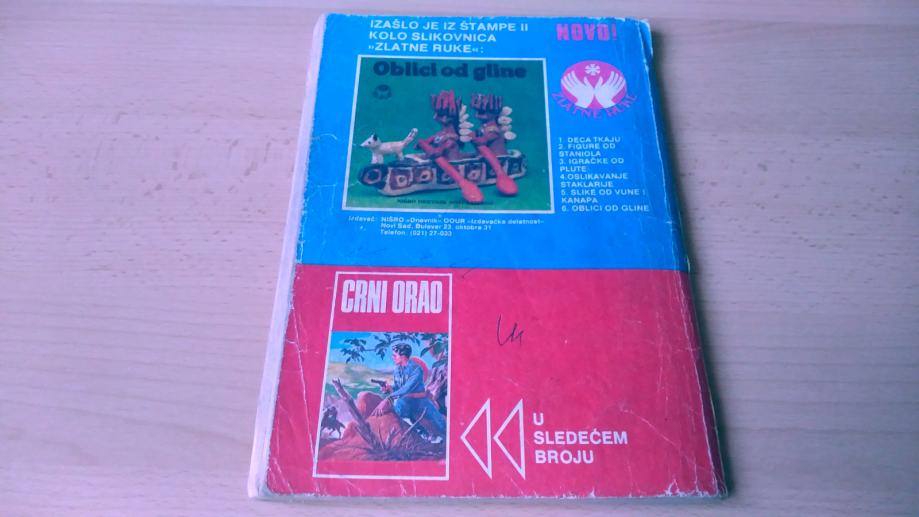 IZAŠLO JE IZ ŠTAMPE II
KOLO SLIKOVNICA
»ZLATNE RUKE«:
NOVO!
Oblici od gline
ZLATNE RUKE
1. DECA TKAJU
2. FIGURE OD
STANIOLA
3. IGRAČKE OD
PLUTE
4.OSLIKAVANJE
STAKLARIJE
5. SLIKE OD VUNE I
KANAPA
6. OBLICI OD GLINE
Izdavač: NIŠRO »Dnevnik« OOUR »Izdavačka delatnost«
Novi Sad, Bulevar 23. oktobra 31
Telefon: (021) 27-033
CRNI ORAO
U
SLEDEĆEM
BROJU